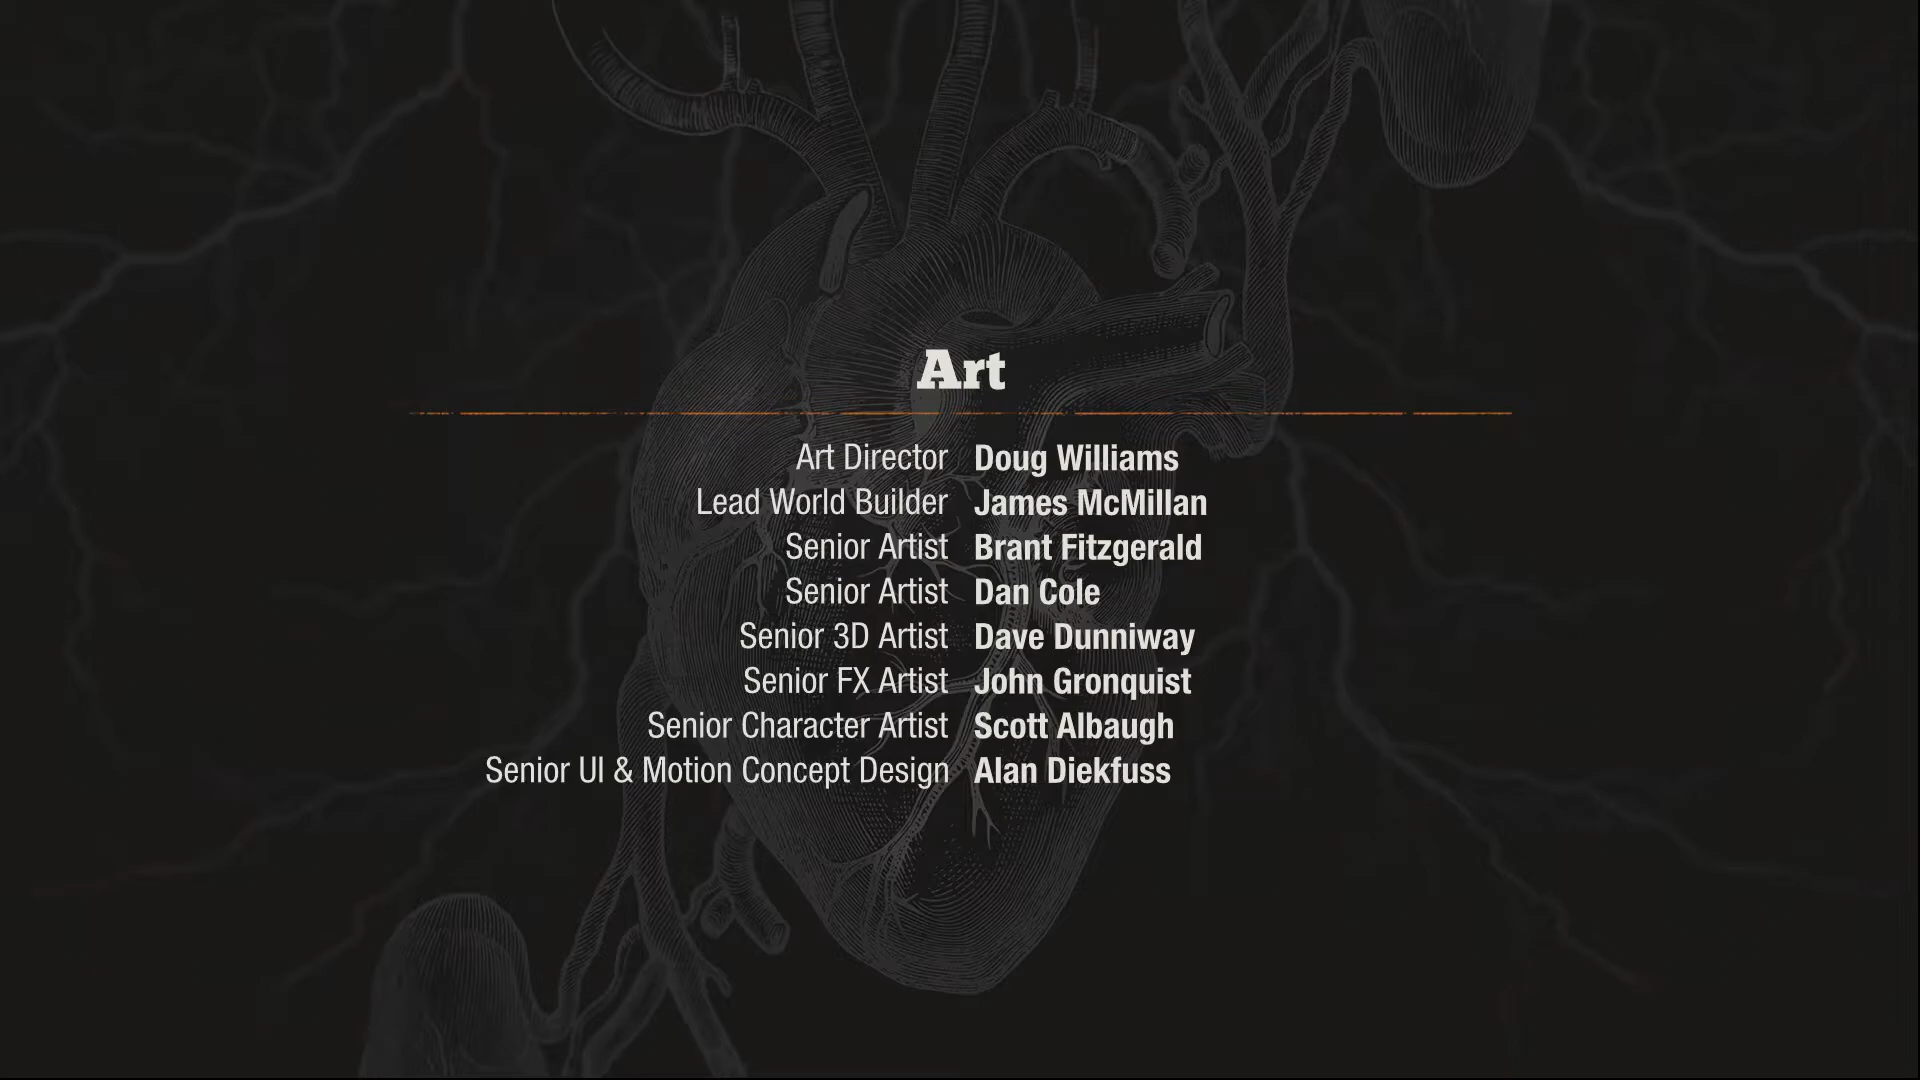 Art
Art Director Doug Williams
Lead World Builder James McMillan
Senior Artist Brant Fitzgerald
Senior Artist Dan Cole
Senior 3D Artist Dave Dunniway
Senior FX Artist John Gronquist
Senior Character Artist Scott Albaugh
Senior UI & Motion Concept Design Alan Diekfuss